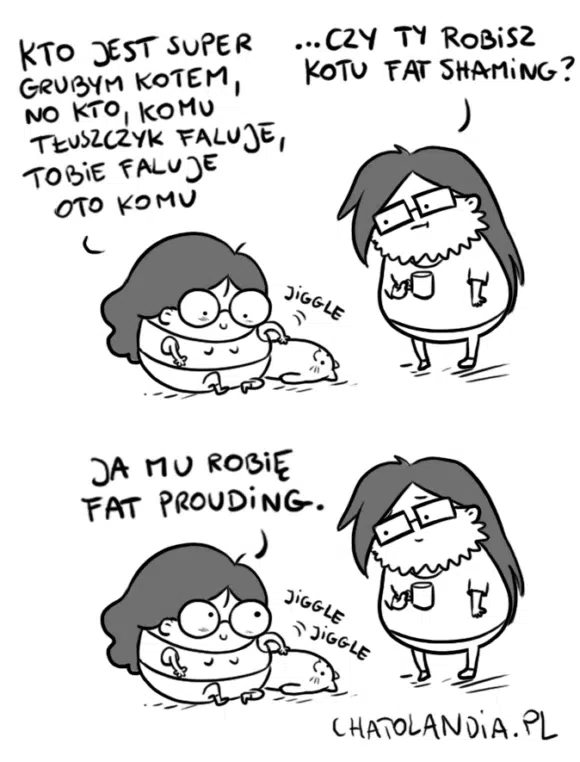 KTO JEST SUPER
GRUBYM KOTEM,
NO KTO, KOMU
TŁUSZCZYK FALUJE,
TOBIE FALUJE
OTO KOMU
...CZY TY ROBISZ
KOTU FAT SHAMING?
JIGGLE
JA MU ROBIĘ
FAT PROUDING.
JIGGLE
JIGGLE
CHATOLANDIA.PL